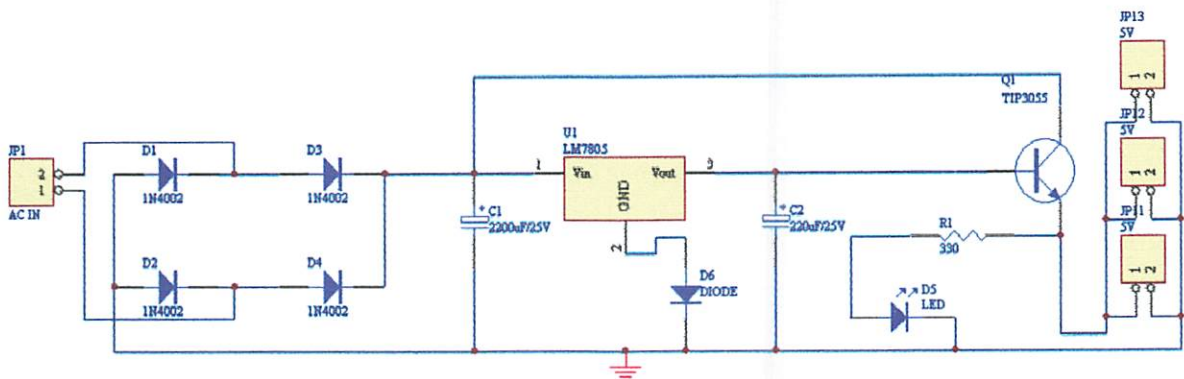 JP13
5V
1 2
Q1
TIP3055
JP12
5V
1 2
JP11
5V
1 2
JP1
2
1
AC IN
D1
1N4002
D3
1N4002
D2
1N4002
D4
1N4002
U1
LM7805
1
Vin
Vout
3
GND
2
+
C1
2200uF/25V
+
C2
220uF/25V
D6
DIODE
R1
330
D5
LED